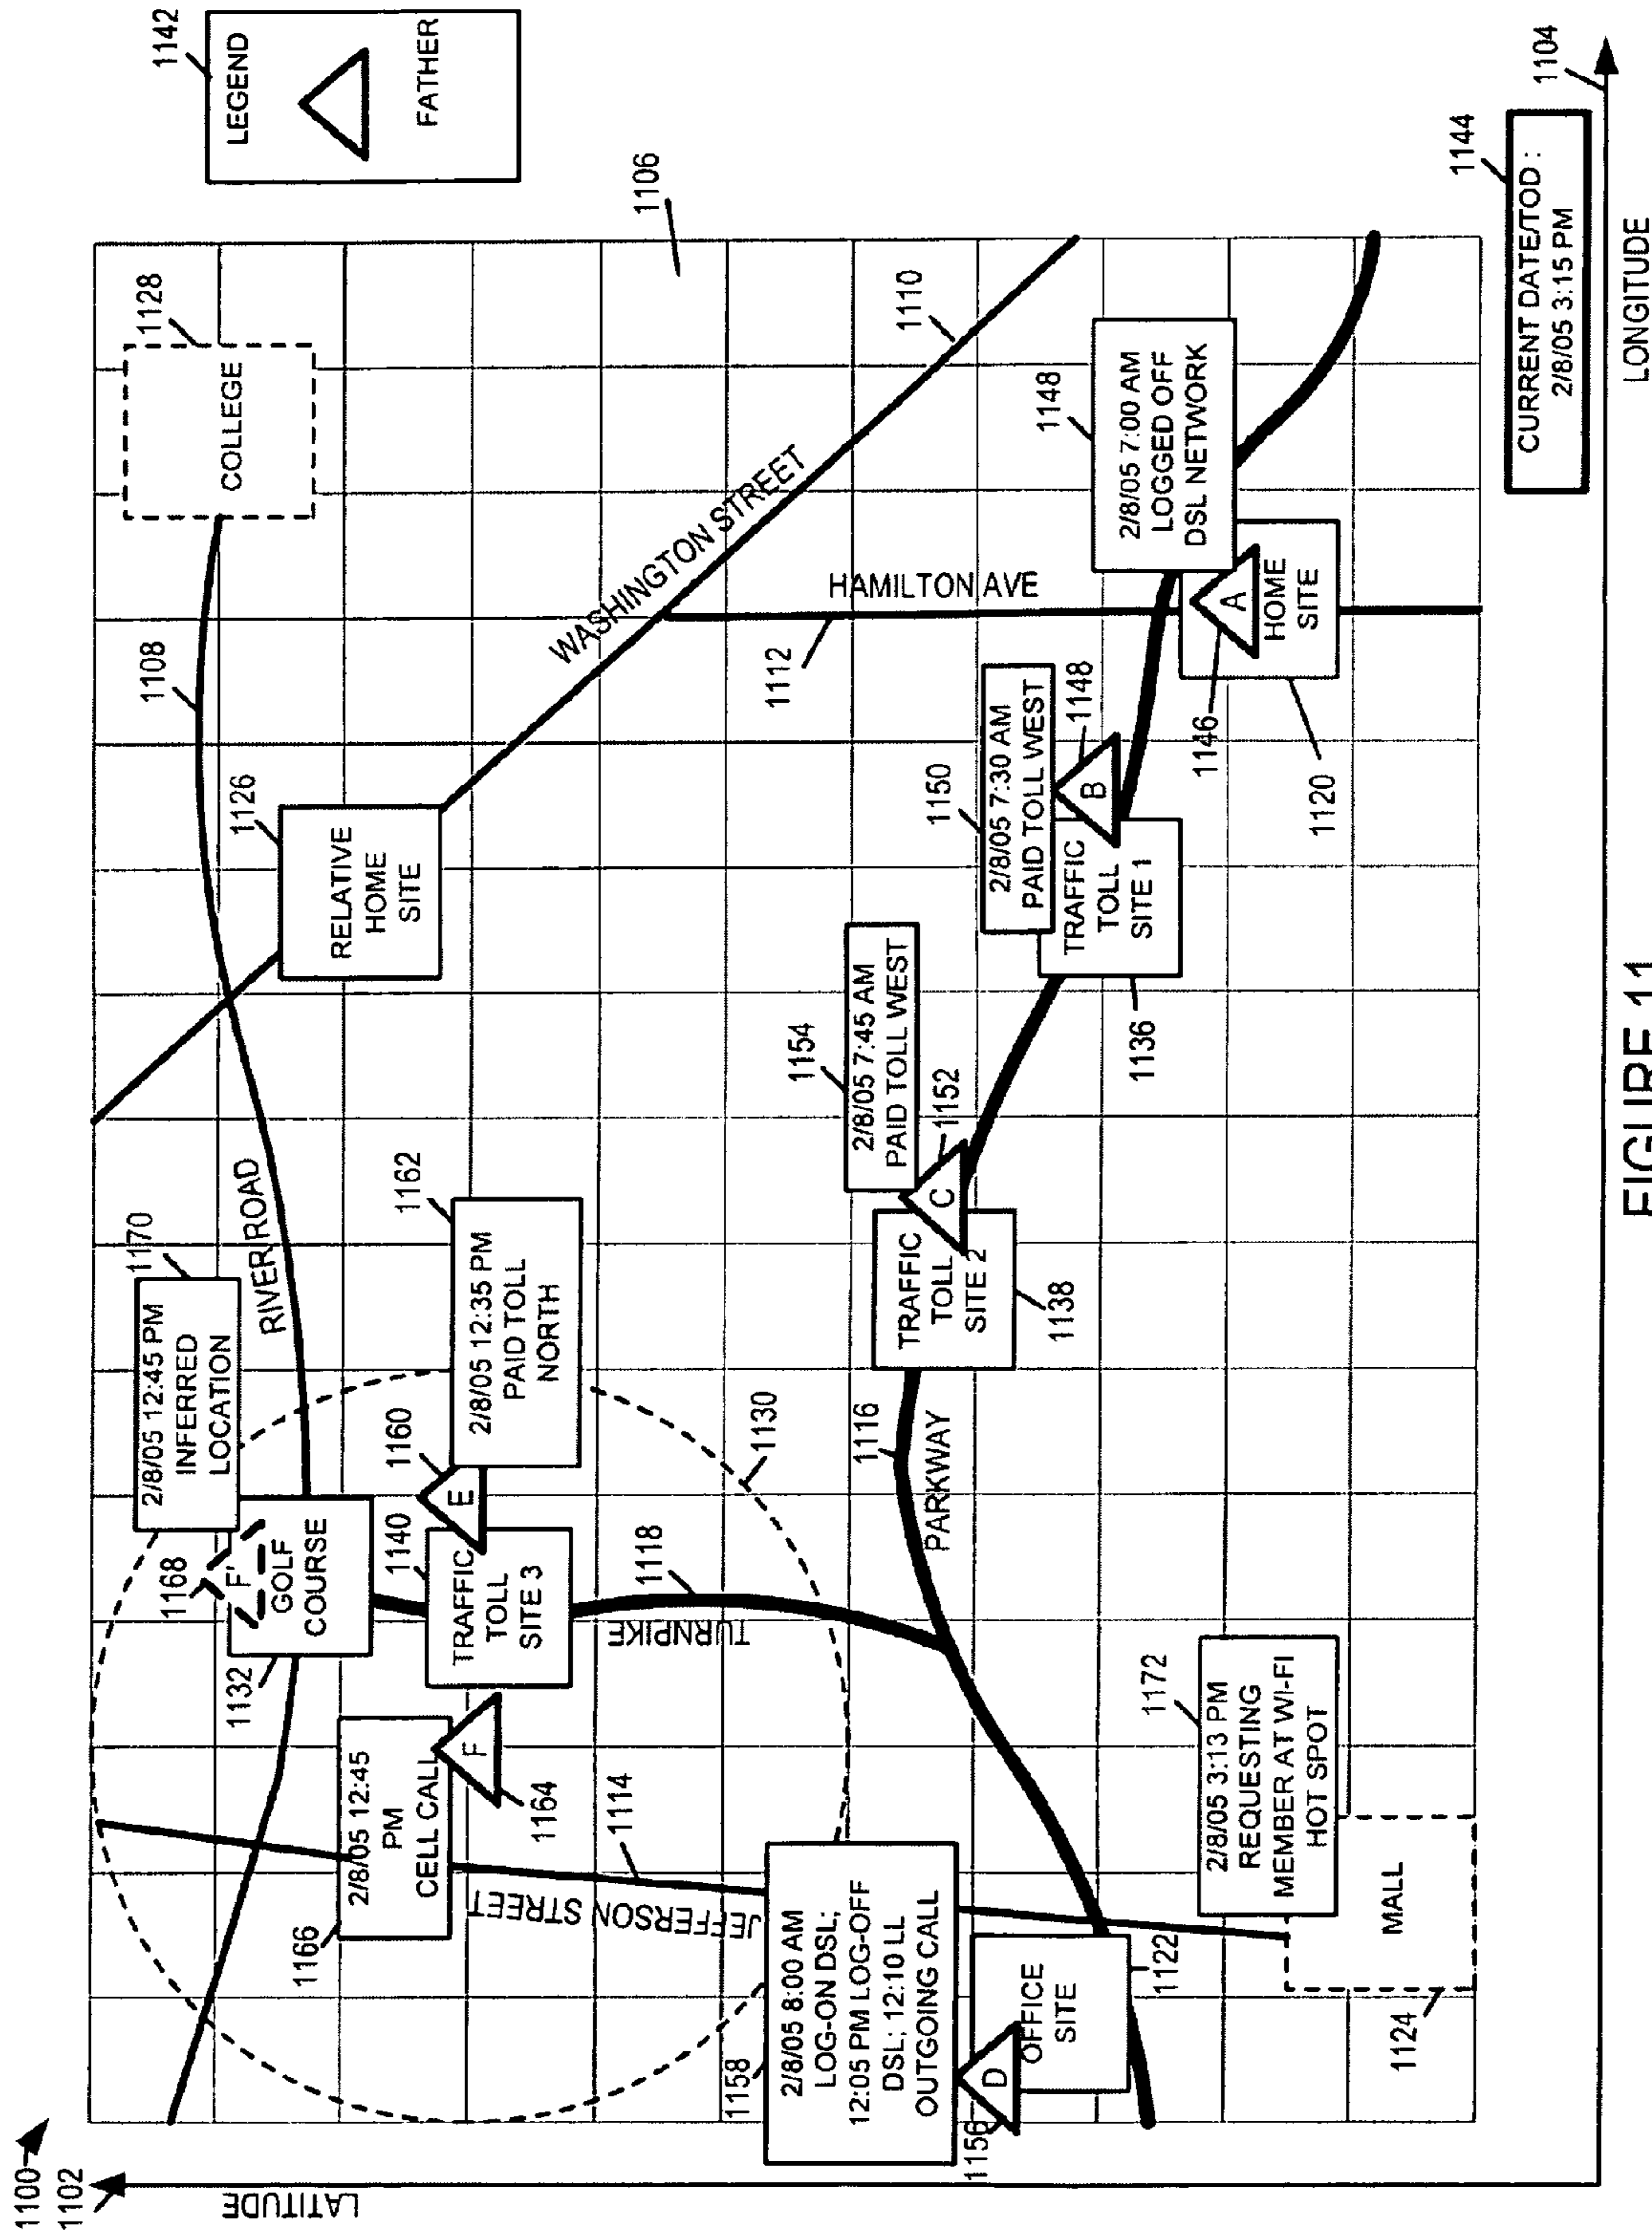 1100
1102
LATITUDE
1142
LEGEND
FATHER
1106
1128
COLLEGE
1108
1126
RELATIVE
HOME
SITE
RIVER ROAD
1170
2/8/05 12:45 PM
INFERRED
LOCATION
1168
F'
GOLF
COURSE
1132
1162
2/8/05 12:35 PM
PAID TOLL
NORTH
1160
E
1140
TRAFFIC
TOLL
SITE 3
1130
1118
TURNPIKE
1166
2/8/05 12:45
PM
CELL CALL
F
1164
1114
JEFFERSON STREET
1110
WASHINGTON STREET
HAMILTON AVE
1112
1148
2/8/05 7:00 AM
LOGGED OFF
DSL NETWORK
A
HOME
SITE
1146
1120
1150
2/8/05 7:30 AM
PAID TOLL WEST
B
1148
TRAFFIC
TOLL
SITE 1
1136
1154
2/8/05 7:45 AM
PAID TOLL WEST
C
1152
TRAFFIC
TOLL
SITE 2
1138
1116
PARKWAY
1158
2/8/05 8:00 AM
LOG-ON DSL;
12:05 PM LOG-OFF
DSL; 12:10 LL
OUTGOING CALL
D
1156
OFFICE
SITE
1122
1172
2/8/05 3:13 PM
REQUESTING
MEMBER AT WI-FI
HOT SPOT
MALL
1124
1144
CURRENT DATE/TOD :
2/8/05 3:15 PM
1104
LONGITUDE
FIGURE 11